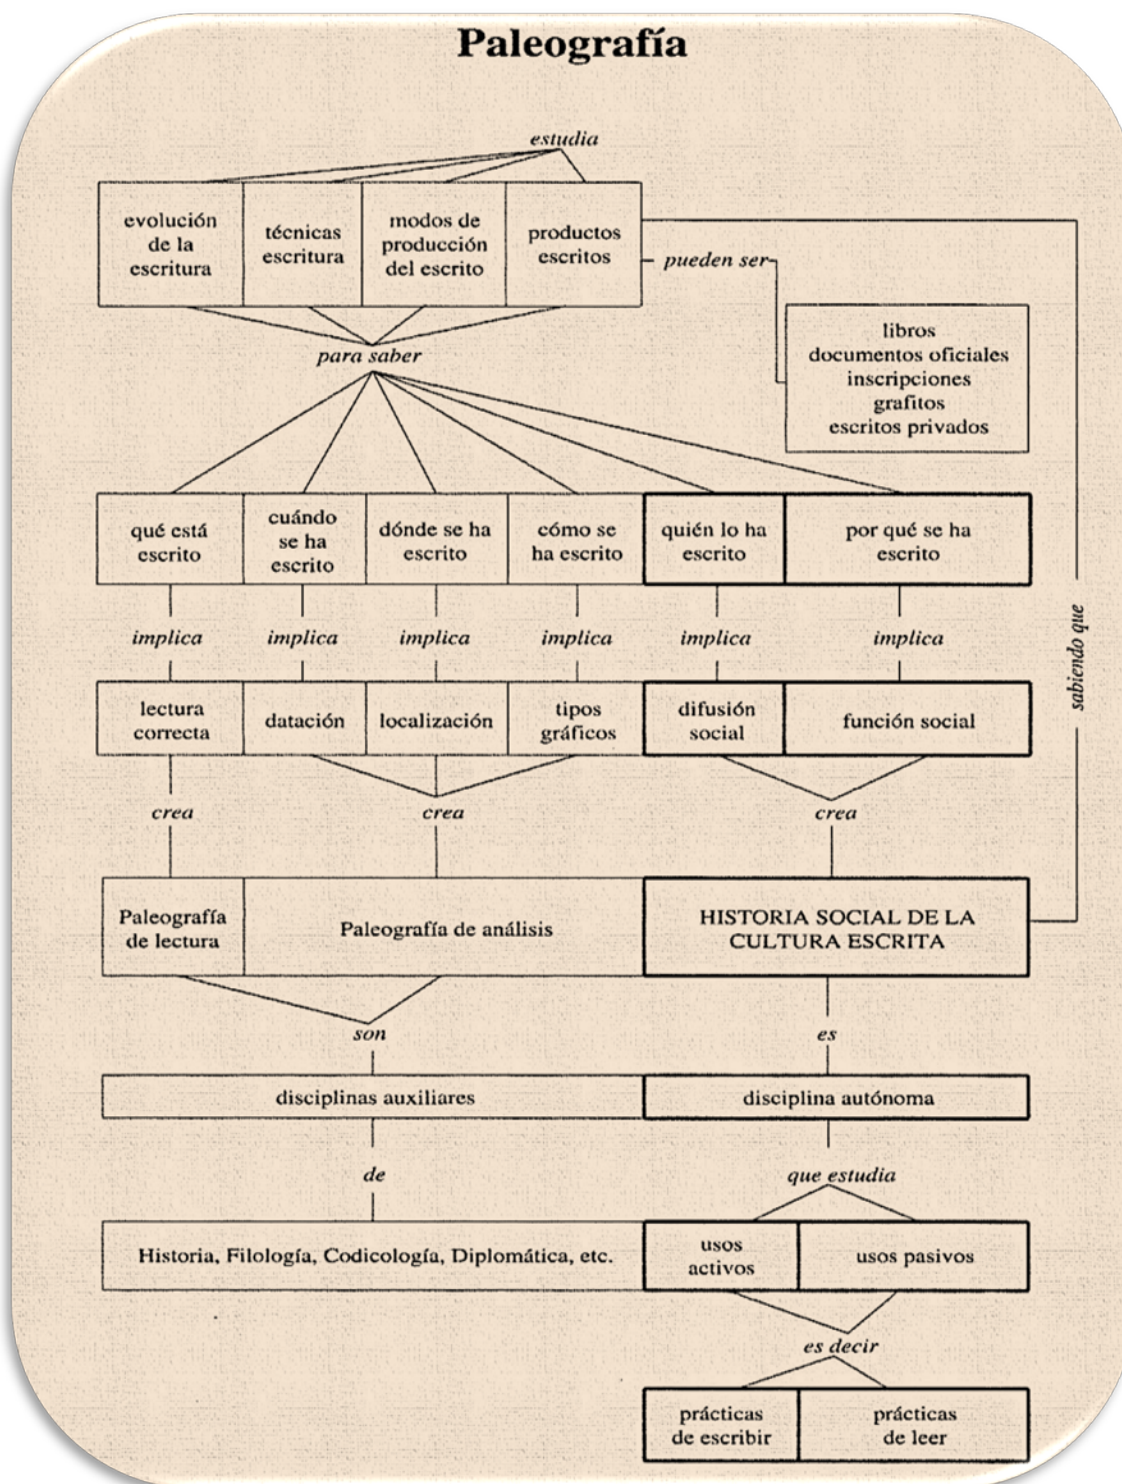 Paleografía
estudia
evolución
de la
escritura
técnicas
escritura
modos de
producción
del escrito
productos
escritos
pueden ser
libros
documentos oficiales
inscripciones
grafitos
escritos privados
para saber
qué está
escrito
cuándo
se ha
escrito
dónde se ha
escrito
cómo se
ha escrito
quién lo ha
escrito
por qué se ha
escrito
implica
implica
implica
implica
implica
implica
sabiendo que
lectura
correcta
datación
localización
tipos
gráficos
difusión
social
función social
crea
crea
crea
Paleografía
de lectura
Paleografía de análisis
HISTORIA SOCIAL DE LA
CULTURA ESCRITA
son
es
disciplinas auxiliares
disciplina autónoma
de
que estudia
Historia, Filología, Codicología, Diplomática, etc.
usos
activos
usos pasivos
es decir
prácticas
de escribir
prácticas
de leer